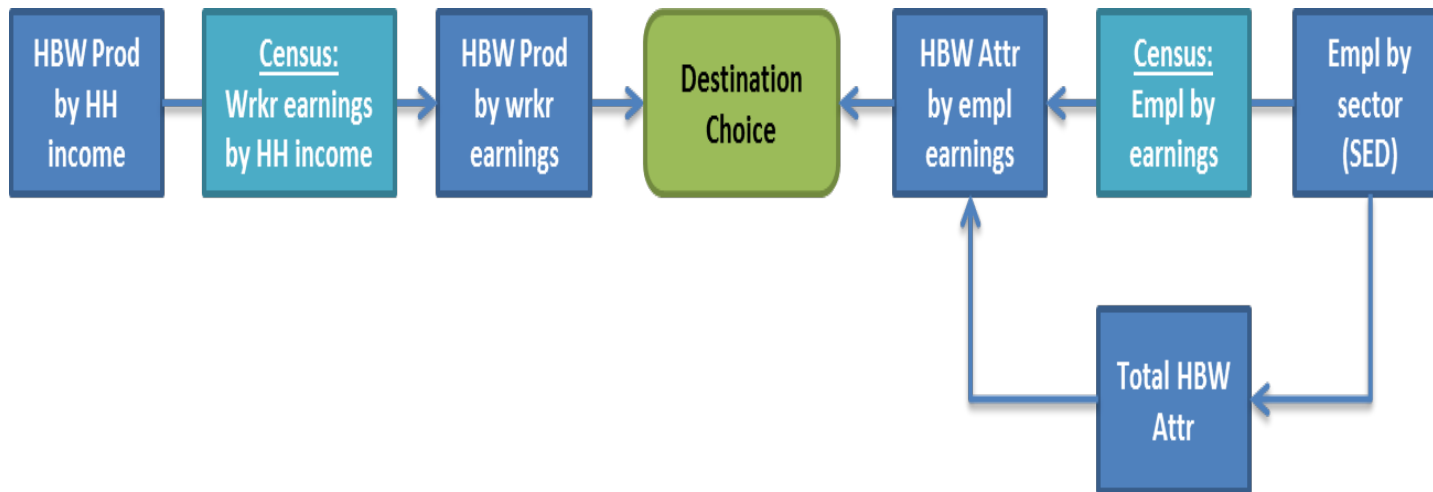 HBW Prod
by HH
income
Census:
Wrkr earnings
by HH income
HBW Prod
by wrkr
earnings
Destination
Choice
HBW Attr
by empl
earnings
Census:
Empl by
earnings
Empl by
sector
(SED)
Total HBW
Attr